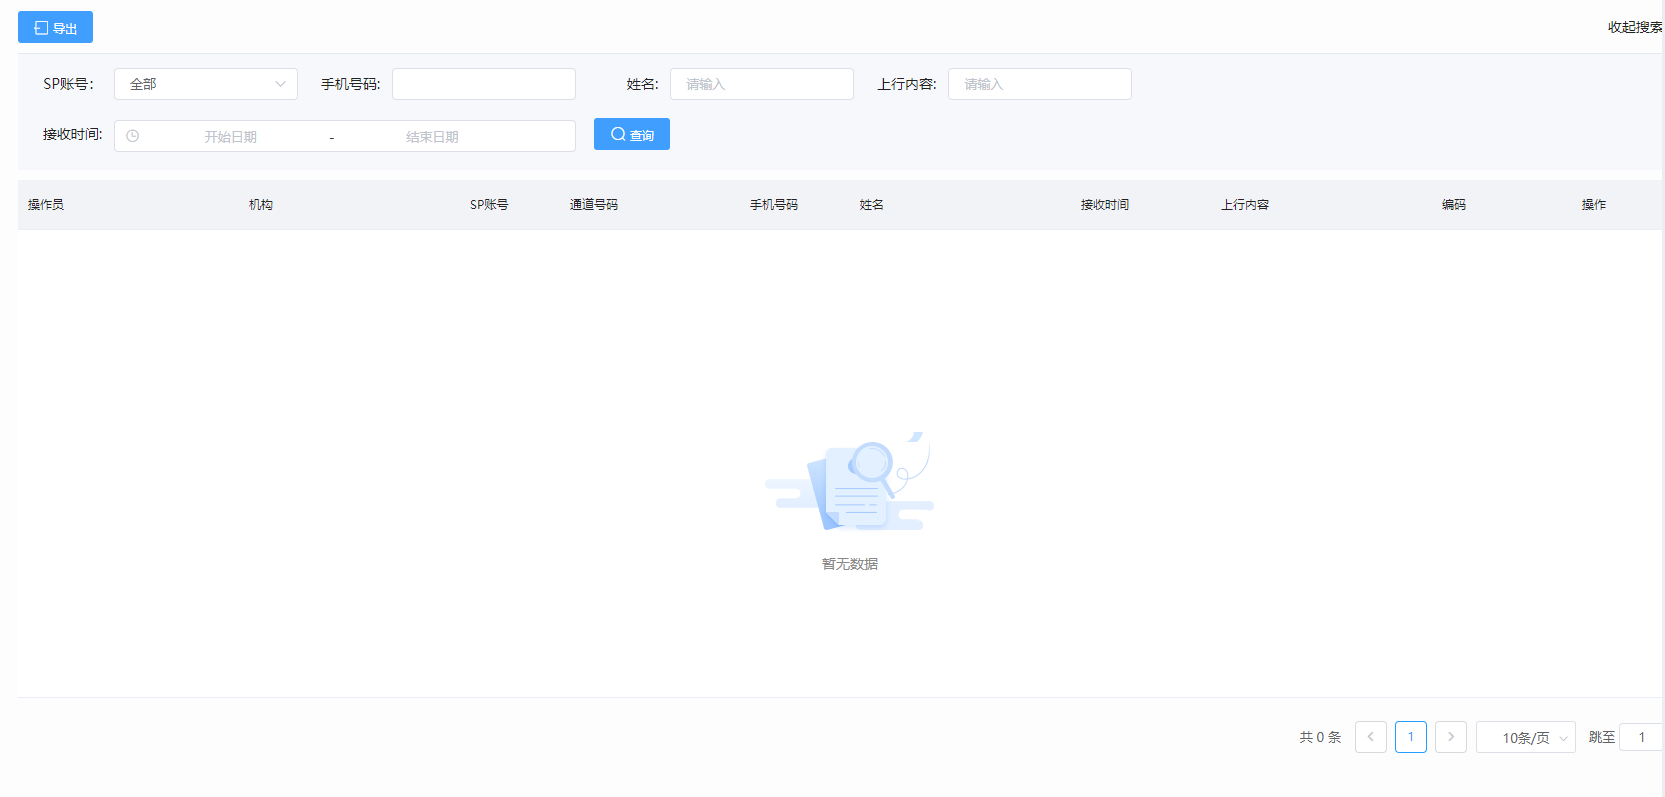 导出
收起搜索
SP账号: 全部 手机号码: 姓名: 请输入 上行内容: 请输入
接收时间: 开始日期 - 结束日期 查询
操作员 机构 SP账号 通道号码 手机号码 姓名 接收时间 上行内容 编码 操作
暂无数据
共 0 条 1 10条/页 跳至 1